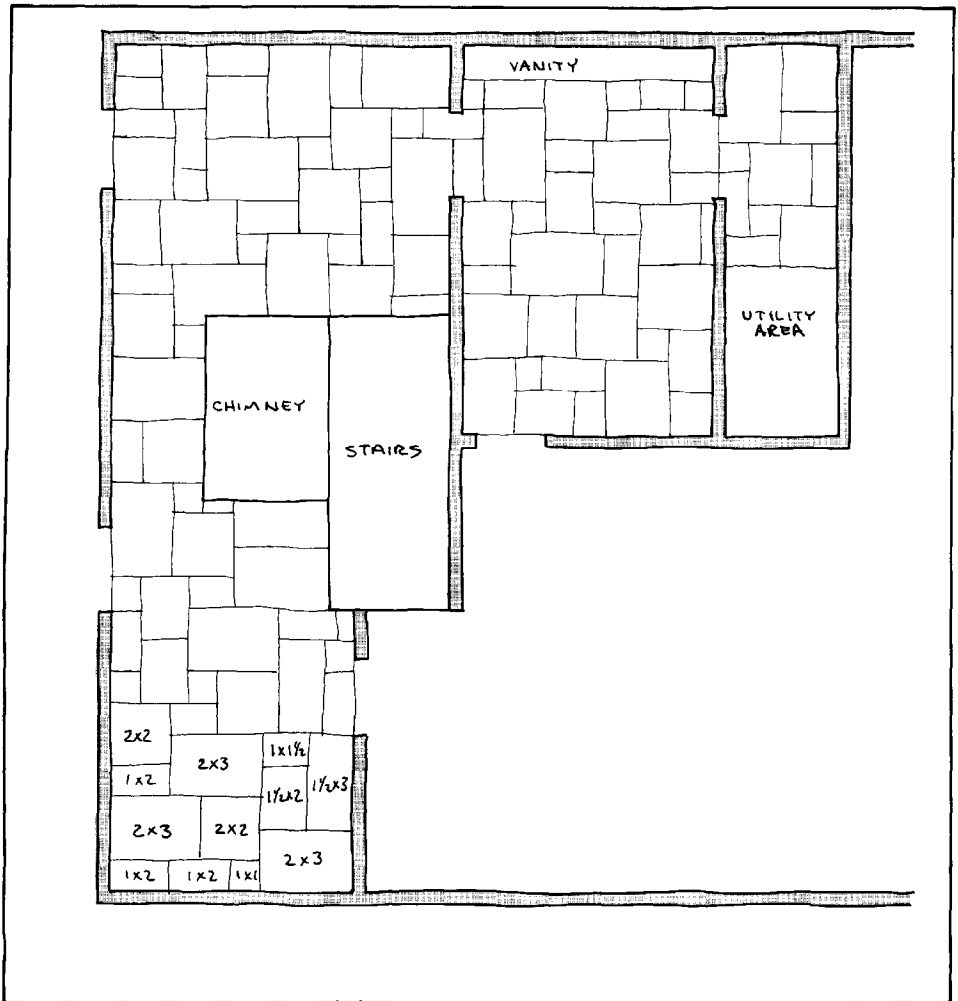 VANITY
UTILITY
AREA
CHIMNEY
STAIRS
2x2
1x1½
2x3
1x2
1½x2
1½x3
2x3
2x2
2x3
1x2
1x2
1x1